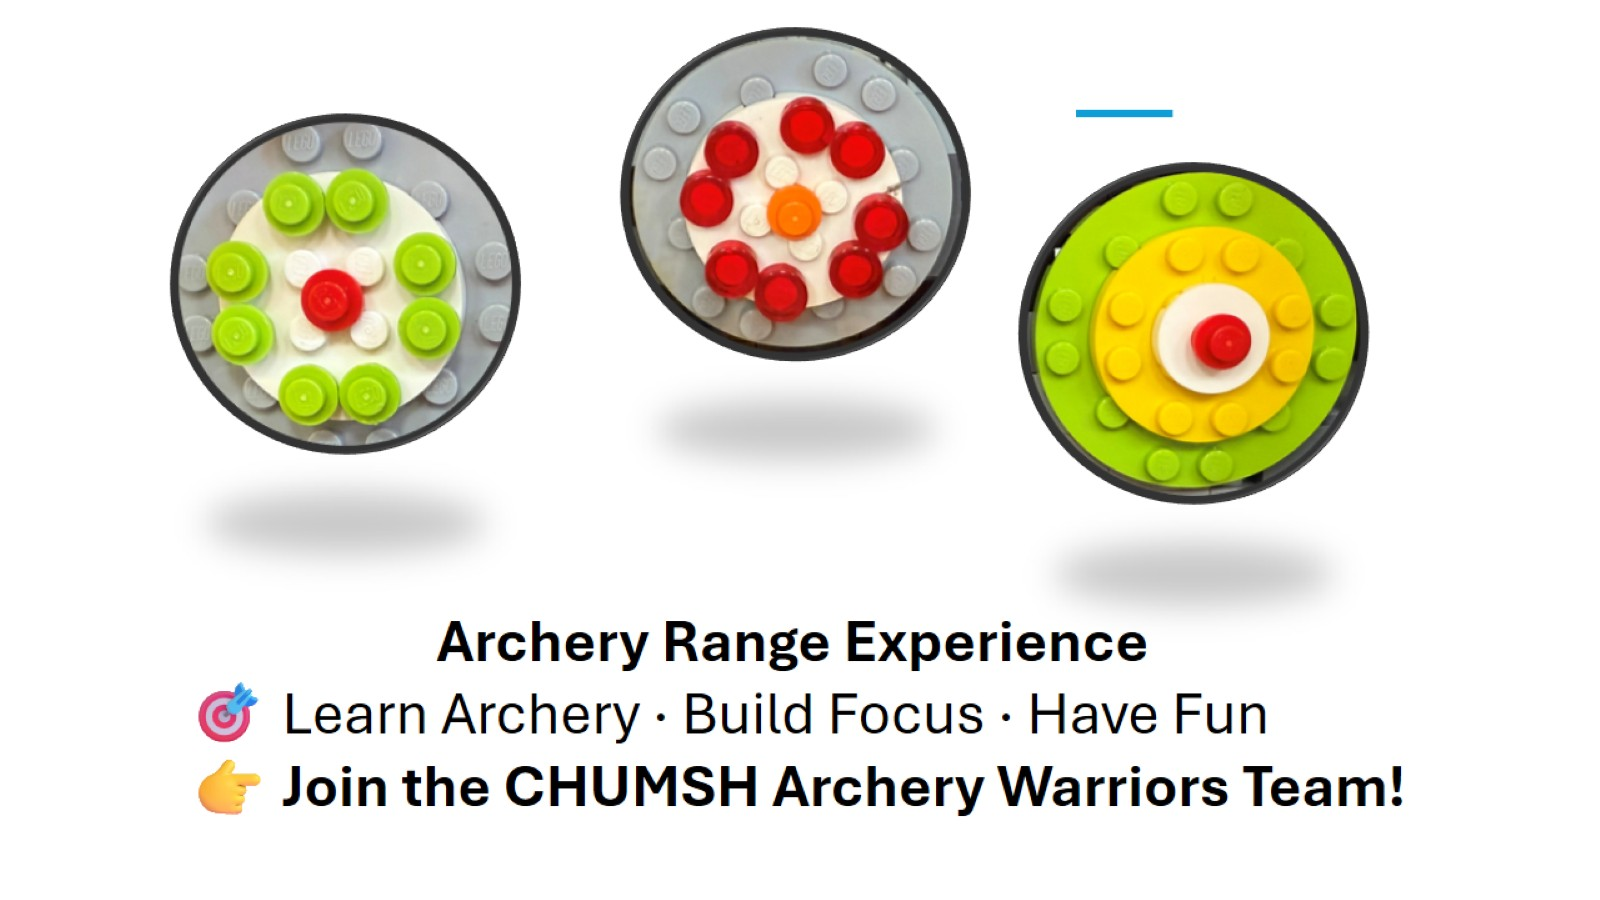 Archery Range Experience
🎯 Learn Archery · Build Focus · Have Fun
👉 Join the CHUMSH Archery Warriors Team!